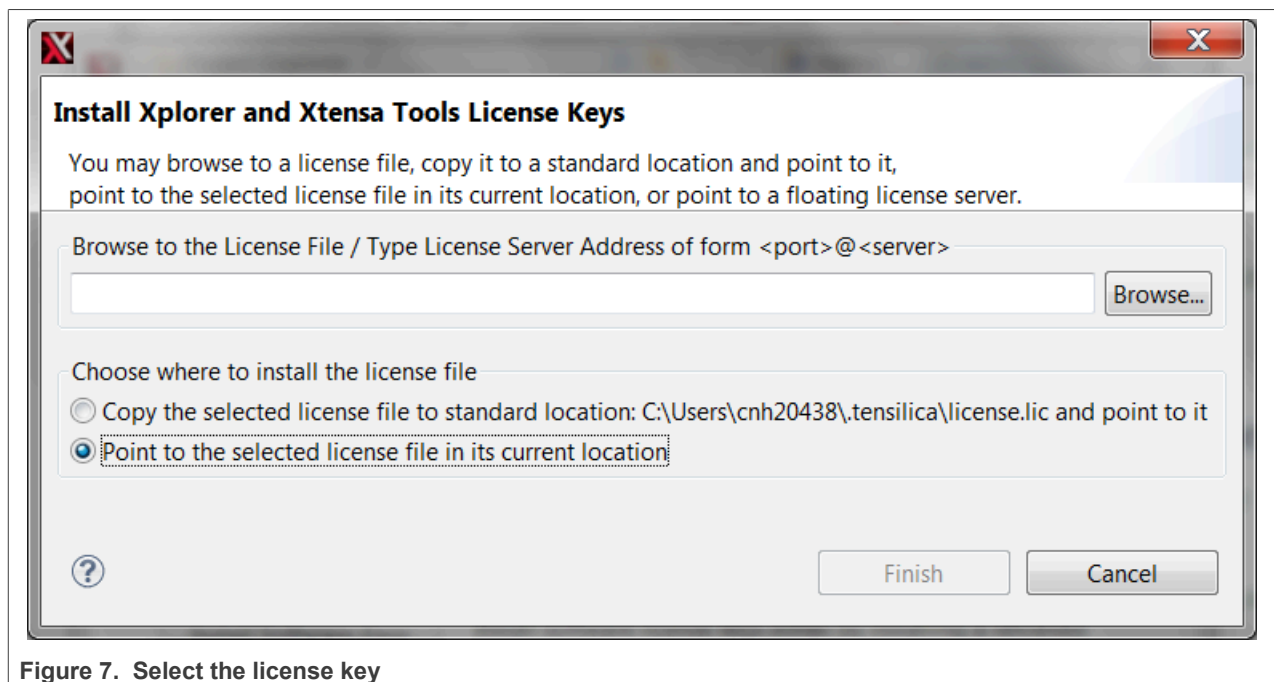 Install Xplorer and Xtensa Tools License Keys
You may browse to a license file, copy it to a standard location and point to it,
point to the selected license file in its current location, or point to a floating license server.
Browse to the License File / Type License Server Address of form <port>@<server>
Browse...
Choose where to install the license file
Copy the selected license file to standard location: C:\Users\cnh20438\.tensilica\license.lic and point to it
Point to the selected license file in its current location
Finish Cancel
Figure 7. Select the license key